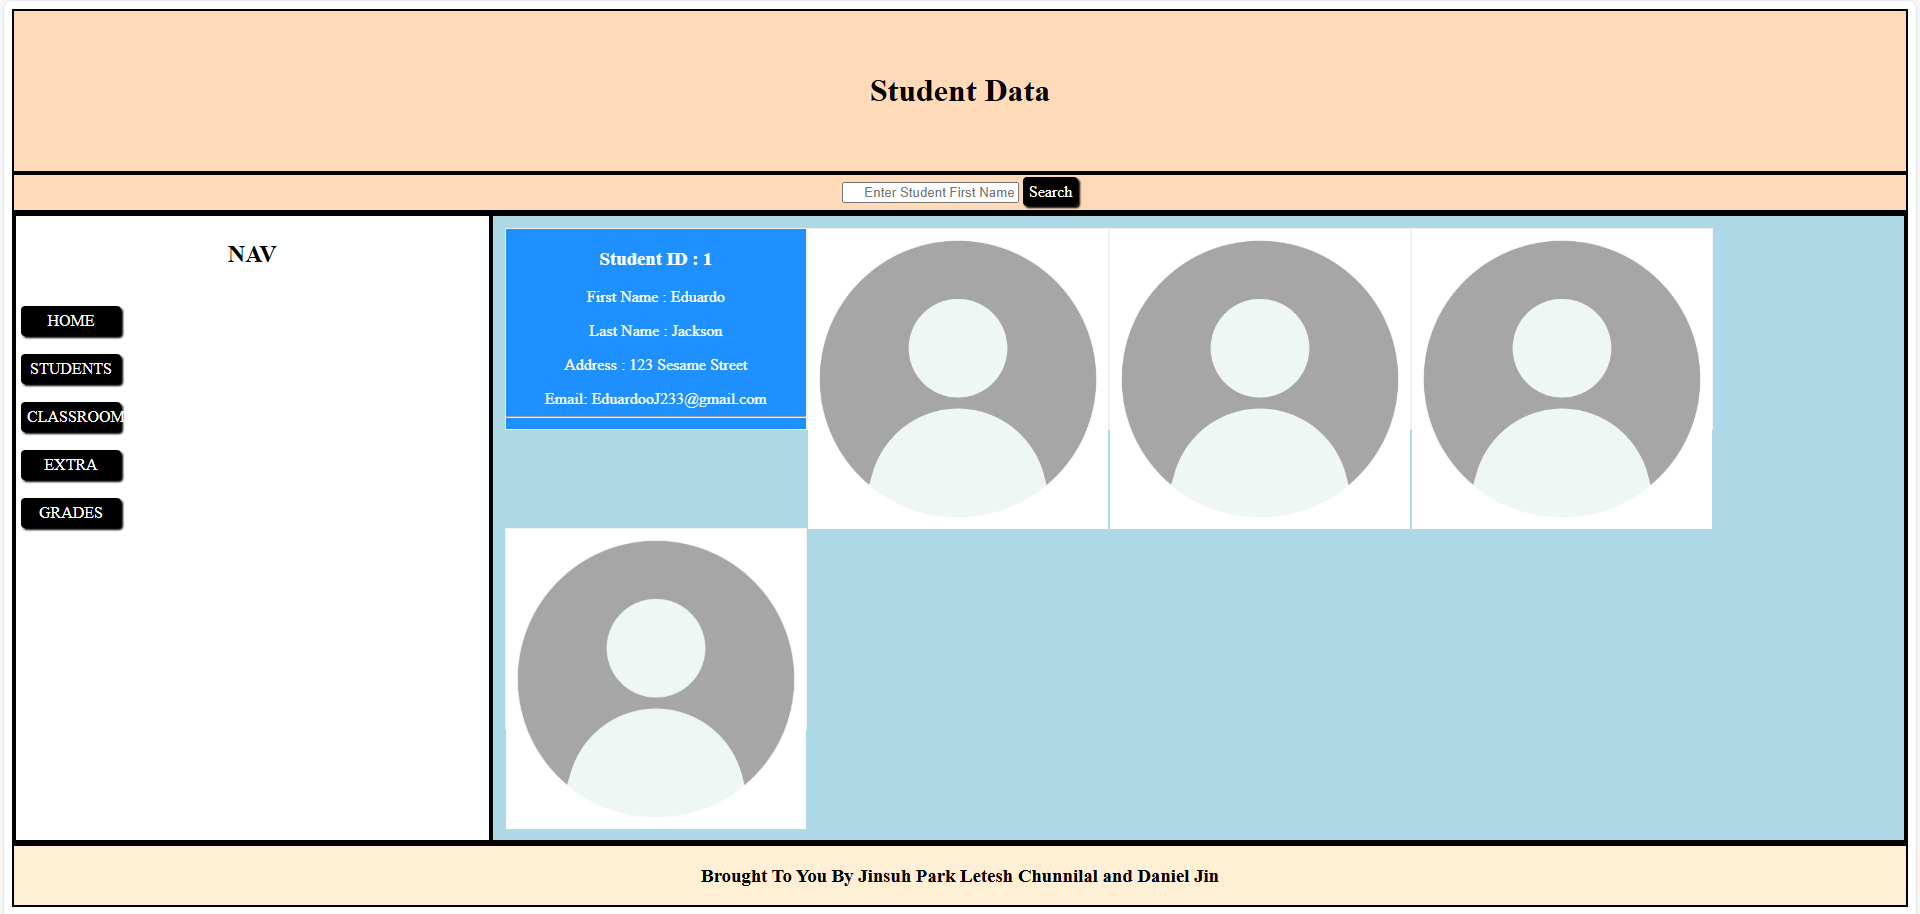 Student Data
Enter Student First Name Search
NAV
HOME
STUDENTS
CLASSROOM
EXTRA
GRADES
Student ID : 1
First Name : Eduardo
Last Name : Jackson
Address : 123 Sesame Street
Email: EduardooJ233@gmail.com
Brought To You By Jinsuh Park Letesh Chunnilal and Daniel Jin